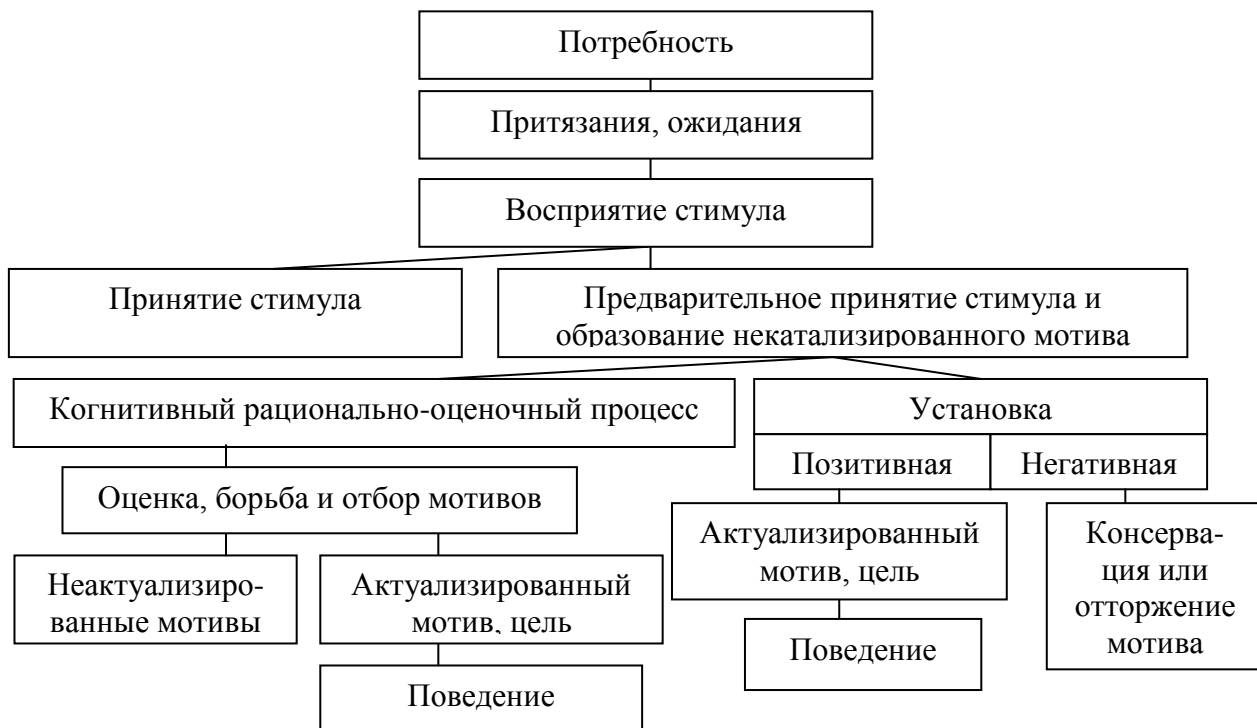 Потребность
Притязания, ожидания
Восприятие стимула
Принятие стимула
Предварительное принятие стимула и
образование некатализированного мотива
Когнитивный рационально-оценочный процесс
Установка
Позитивная
Негативная
Оценка, борьба и отбор мотивов
Актуализированный
мотив, цель
Консерва-
ция или
отторжение
мотива
Неактуализиро-
ванные мотивы
Актуализированный
мотив, цель
Поведение
Поведение